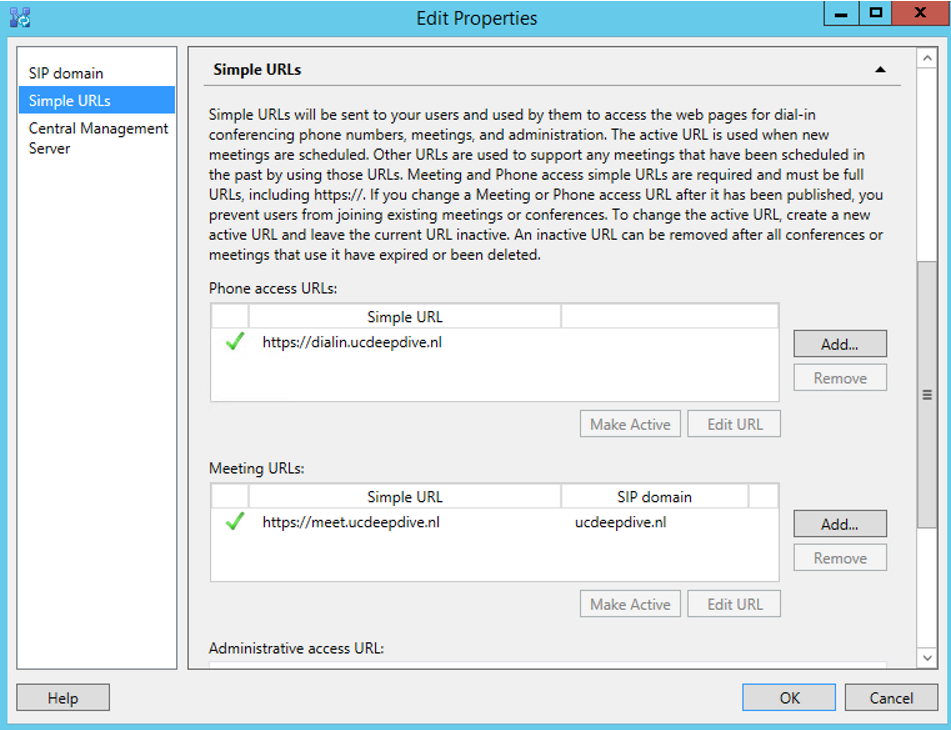 Edit Properties
SIP domain
Simple URLs
Central Management
Server
Simple URLs
Simple URLs will be sent to your users and used by them to access the web pages for dial-in
conferencing phone numbers, meetings, and administration. The active URL is used when new
meetings are scheduled. Other URLs are used to support any meetings that have been scheduled in
the past by using those URLs. Meeting and Phone access simple URLs are required and must be full
URLs, including https://. If you change a Meeting or Phone access URL after it has been published, you
prevent users from joining existing meetings or conferences. To change the active URL, create a new
active URL and leave the current URL inactive. An inactive URL can be removed after all conferences or
meetings that use it have expired or been deleted.
Phone access URLs:
Simple URL
https://dialin.ucdeepdive.nl
Add...
Remove
Make Active Edit URL
Meeting URLs:
Simple URL SIP domain
https://meet.ucdeepdive.nl ucdeepdive.nl
Add...
Remove
Make Active Edit URL
Administrative access URL:
Help OK Cancel